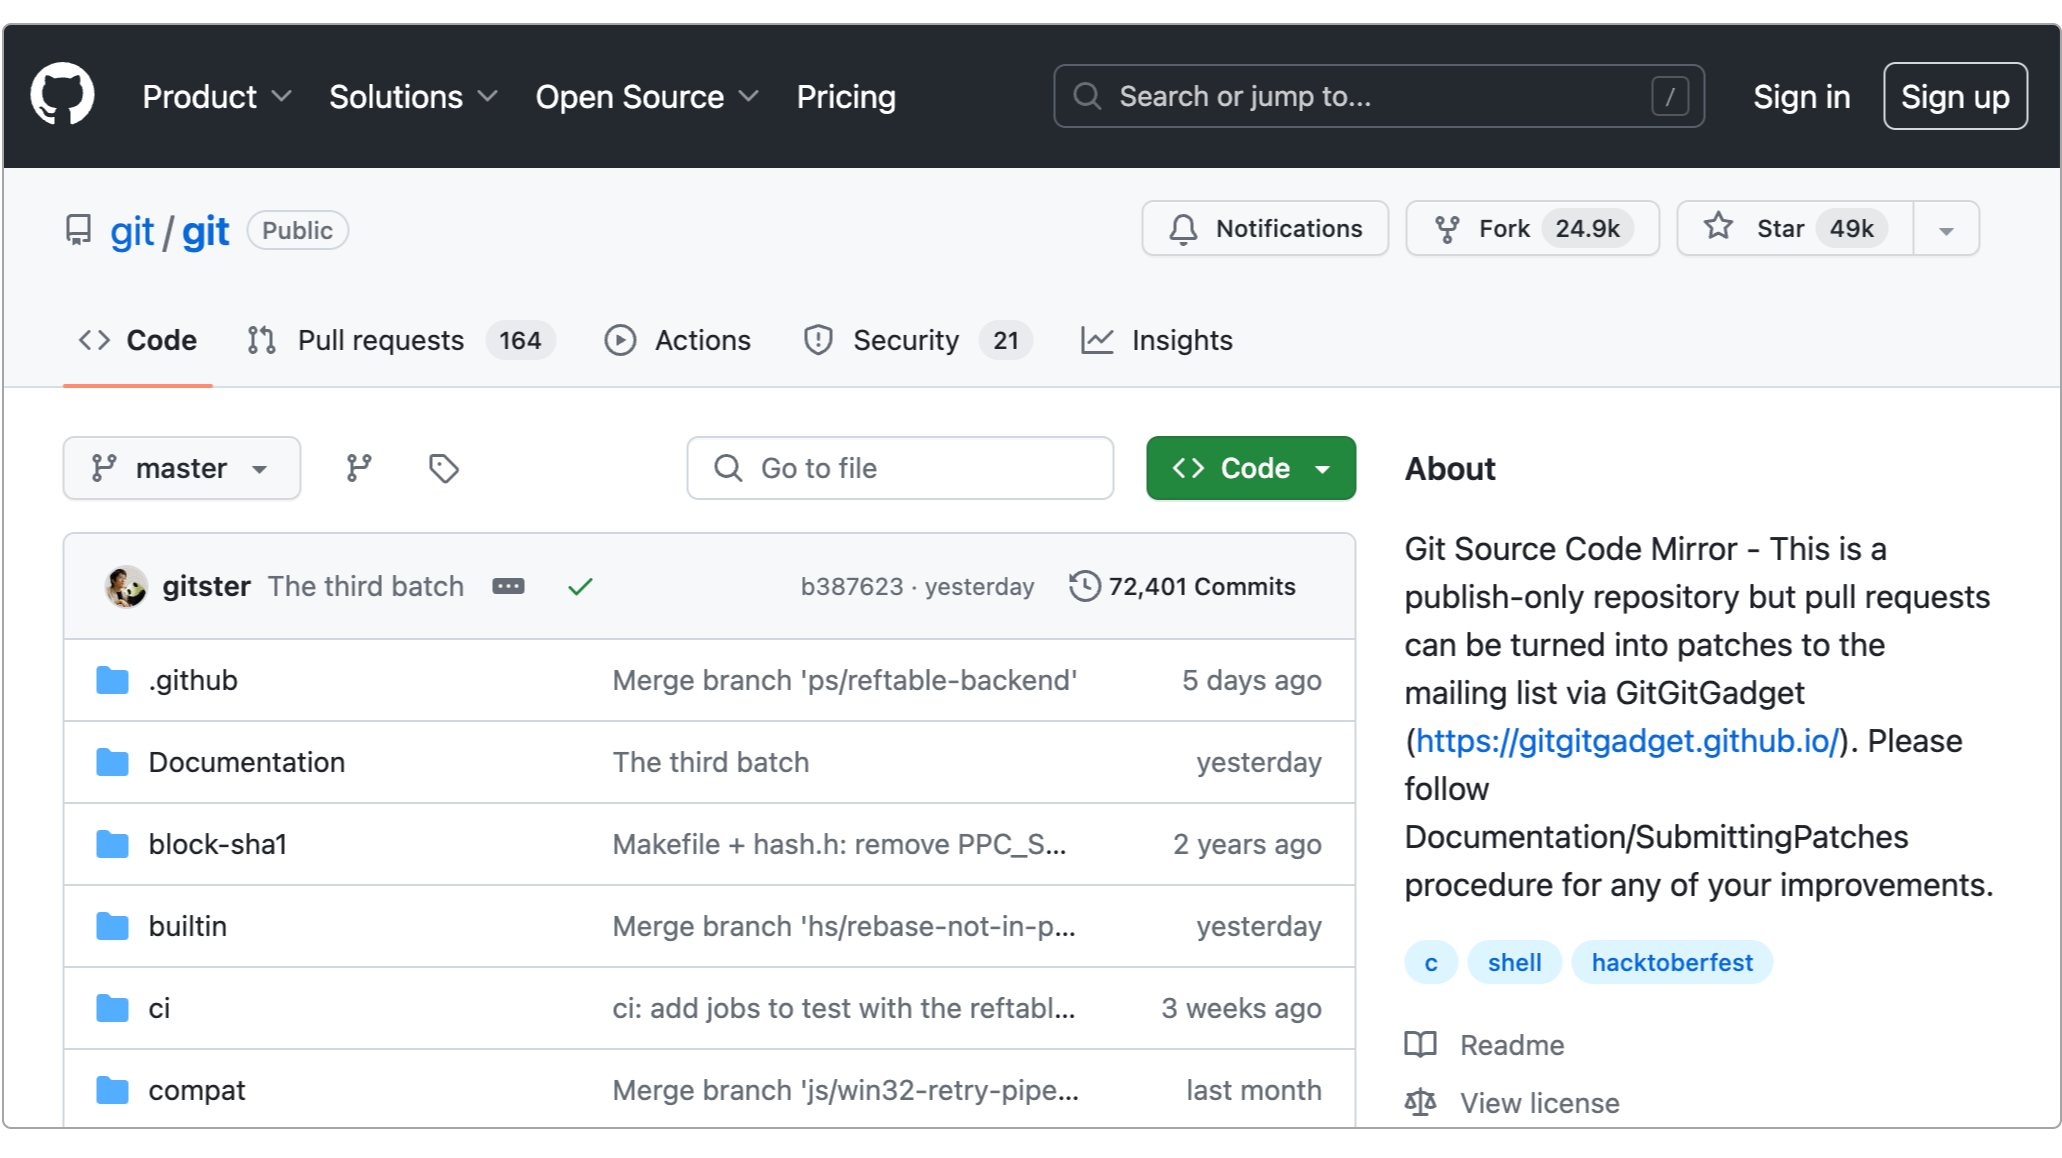 Product Solutions Open Source Pricing Search or jump to... / Sign in Sign up
git / git Public Notifications Fork 24.9k Star 49k
Code Pull requests 164 Actions Security 21 Insights
master Go to file Code
gitster The third batch b387623 · yesterday 72,401 Commits
.github Merge branch 'ps/reftable-backend' 5 days ago
Documentation The third batch yesterday
block-sha1 Makefile + hash.h: remove PPC_S... 2 years ago
builtin Merge branch 'hs/rebase-not-in-p... yesterday
ci ci: add jobs to test with the reftabl... 3 weeks ago
compat Merge branch 'js/win32-retry-pipe... last month
About
Git Source Code Mirror - This is a
publish-only repository but pull requests
can be turned into patches to the
mailing list via GitGitGadget
(https://gitgitgadget.github.io/). Please
follow
Documentation/SubmittingPatches
procedure for any of your improvements.
c shell hacktoberfest
Readme
View license